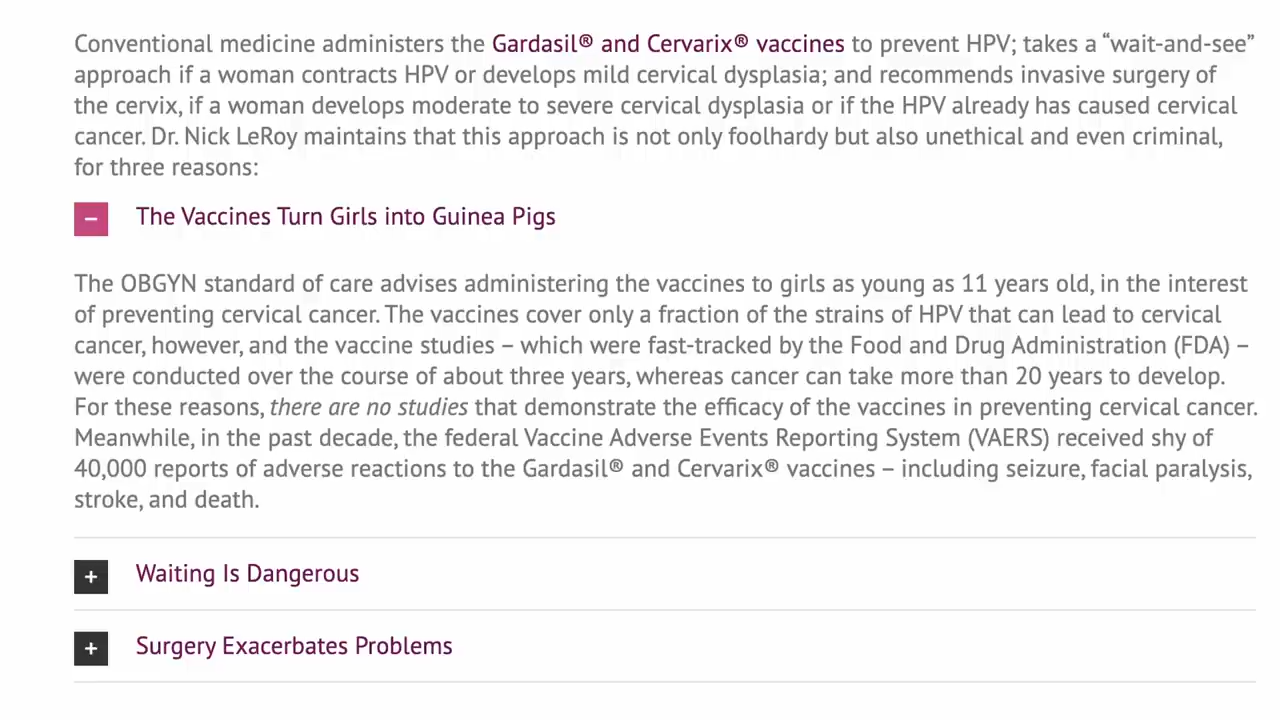 Conventional medicine administers the Gardasil® and Cervarix® vaccines to prevent HPV; takes a “wait-and-see”
approach if a woman contracts HPV or develops mild cervical dysplasia; and recommends invasive surgery of
the cervix, if a woman develops moderate to severe cervical dysplasia or if the HPV already has caused cervical
cancer. Dr. Nick LeRoy maintains that this approach is not only foolhardy but also unethical and even criminal,
for three reasons:
− The Vaccines Turn Girls into Guinea Pigs
The OBGYN standard of care advises administering the vaccines to girls as young as 11 years old, in the interest
of preventing cervical cancer. The vaccines cover only a fraction of the strains of HPV that can lead to cervical
cancer, however, and the vaccine studies – which were fast-tracked by the Food and Drug Administration (FDA) –
were conducted over the course of about three years, whereas cancer can take more than 20 years to develop.
For these reasons, there are no studies that demonstrate the efficacy of the vaccines in preventing cervical cancer.
Meanwhile, in the past decade, the federal Vaccine Adverse Events Reporting System (VAERS) received shy of
40,000 reports of adverse reactions to the Gardasil® and Cervarix® vaccines – including seizure, facial paralysis,
stroke, and death.
+ Waiting Is Dangerous
+ Surgery Exacerbates Problems